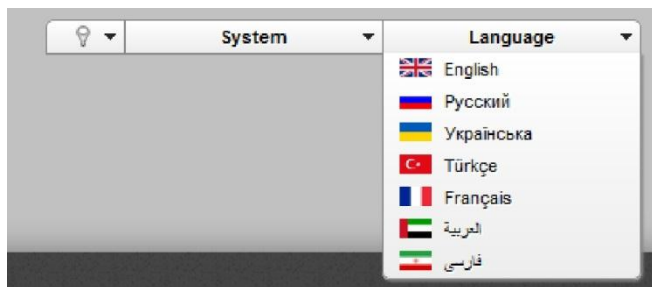 System Language
English
Русский
Українська
Türkçe
Français
العربية
فارسی